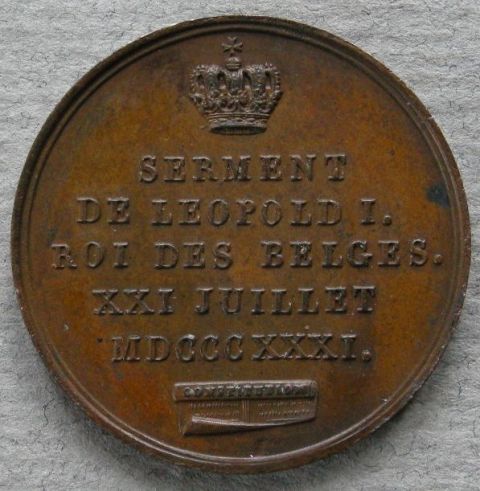 SERMENT
DE LEOPOLD I.
ROI DES BELGES.
XXI JUILLET
MDCCCXXXI.
CONSTITUTION